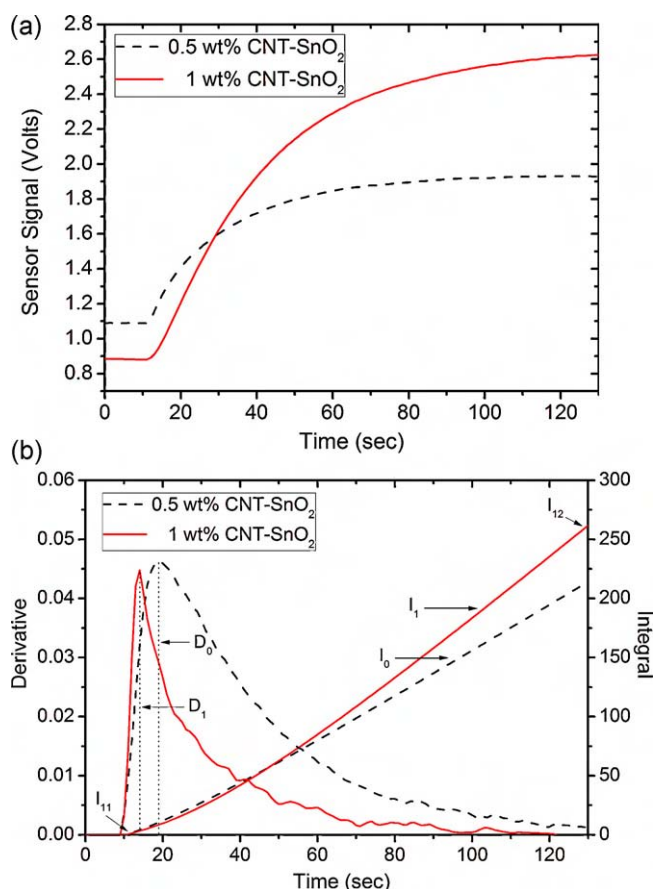 (a)
2.8
2.6
2.4
2.2
2.0
1.8
1.6
1.4
1.2
1.0
0.8
Sensor Signal (Volts)
0.5 wt% CNT-SnO₂
1 wt% CNT-SnO₂
0 20 40 60 80 100 120
Time (sec)
(b)
0.06
0.05
0.04
0.03
0.02
0.01
0.00
Derivative
0.5 wt% CNT-SnO₂
1 wt% CNT-SnO₂
I₁₂
I₁
I₀
D₀
D₁
I₁₁
300
250
200
150
100
50
0
Integral
0 20 40 60 80 100 120
Time (sec)